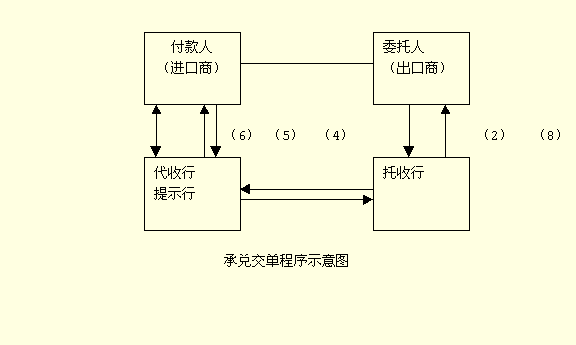 付款人
（进口商）
委托人
（出口商）
（6） （5） （4）
（2） （8）
代收行
提示行
托收行
承兑交单程序示意图